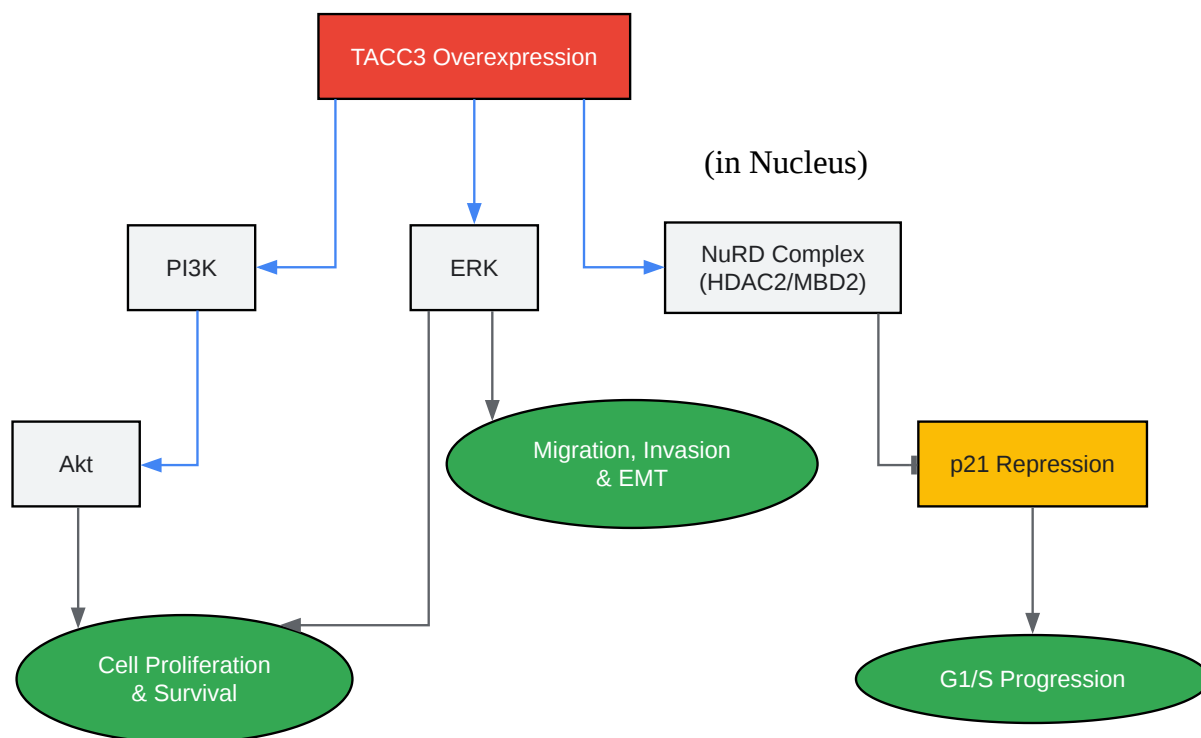 TACC3 Overexpression
(in Nucleus)
PI3K
ERK
NuRD Complex
(HDAC2/MBD2)
Akt
Migration, Invasion
& EMT
p21 Repression
Cell Proliferation
& Survival
G1/S Progression